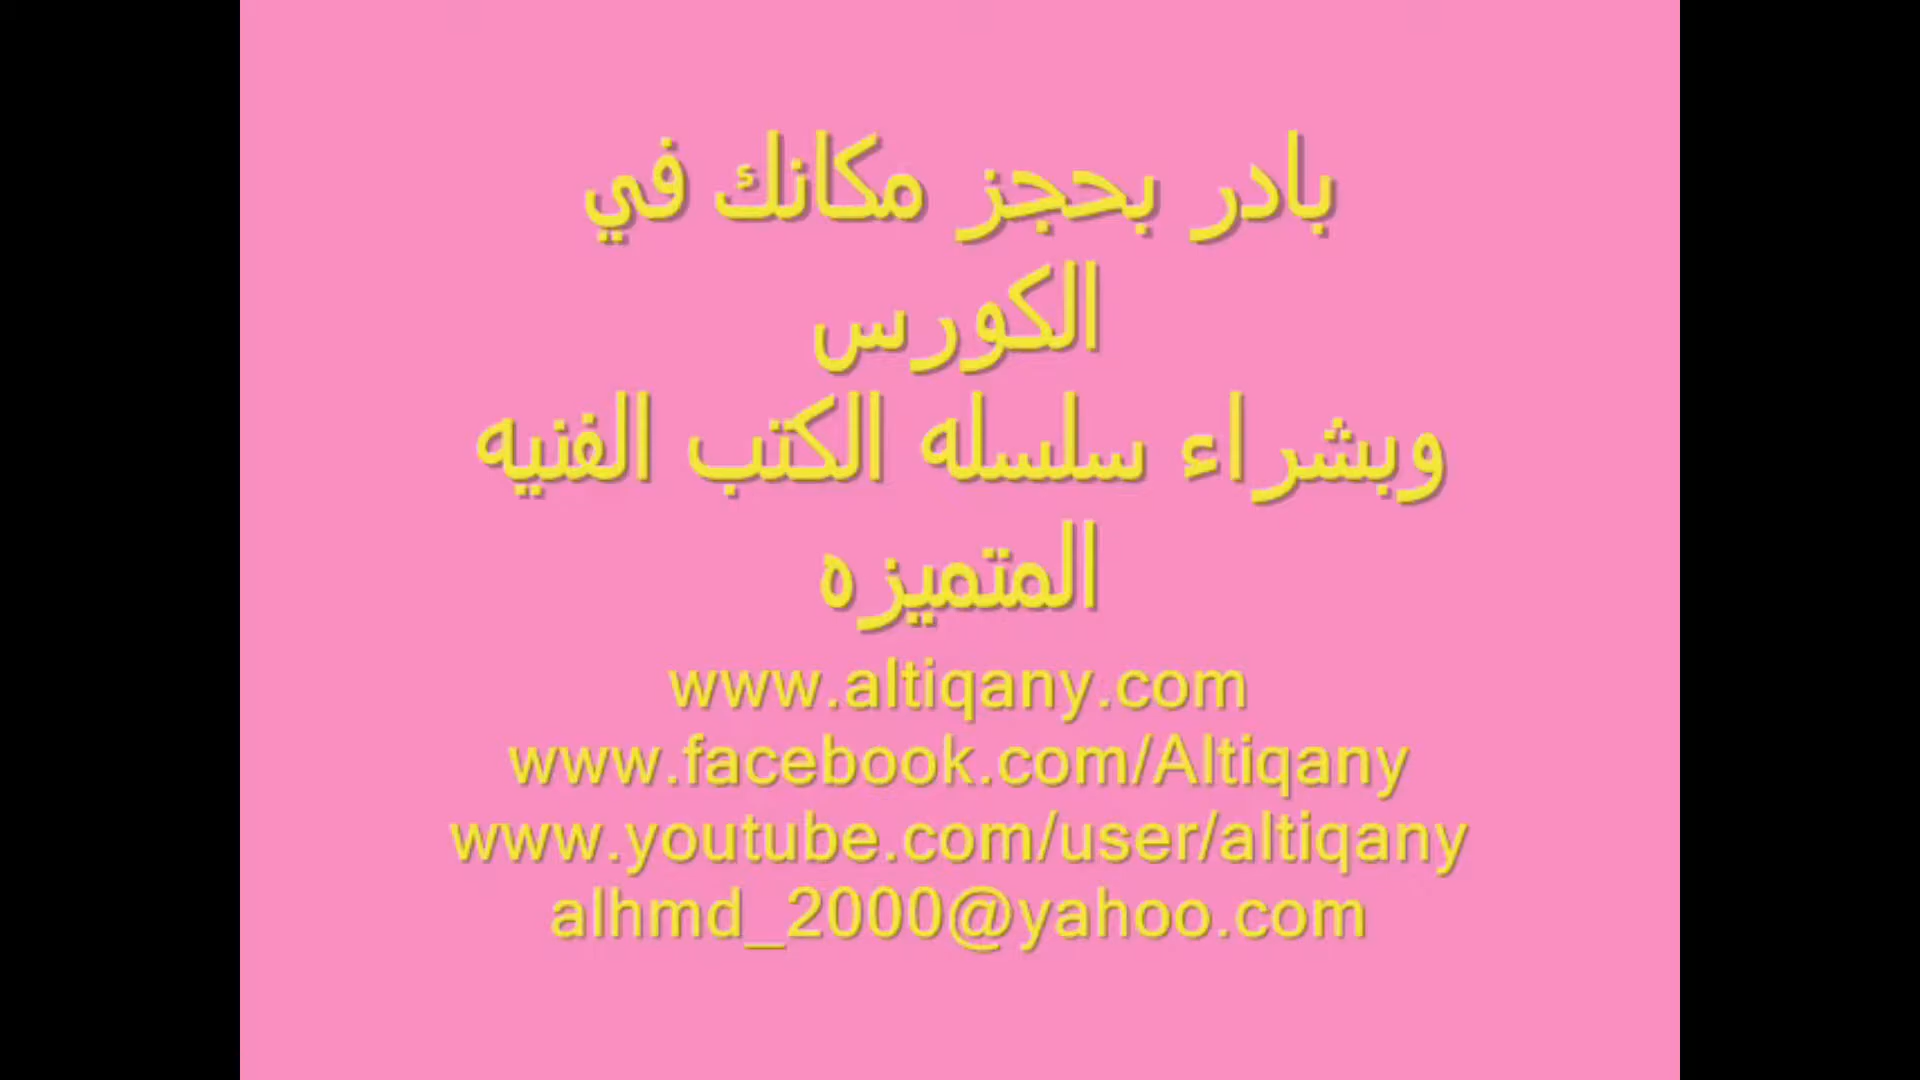 بادر بحجز مكانك في
الكورس
وبشراء سلسله الكتب الفنيه
المتميزه
www.altiqany.com
www.facebook.com/Altiqany
www.youtube.com/user/altiqany
alhmd_2000@yahoo.com